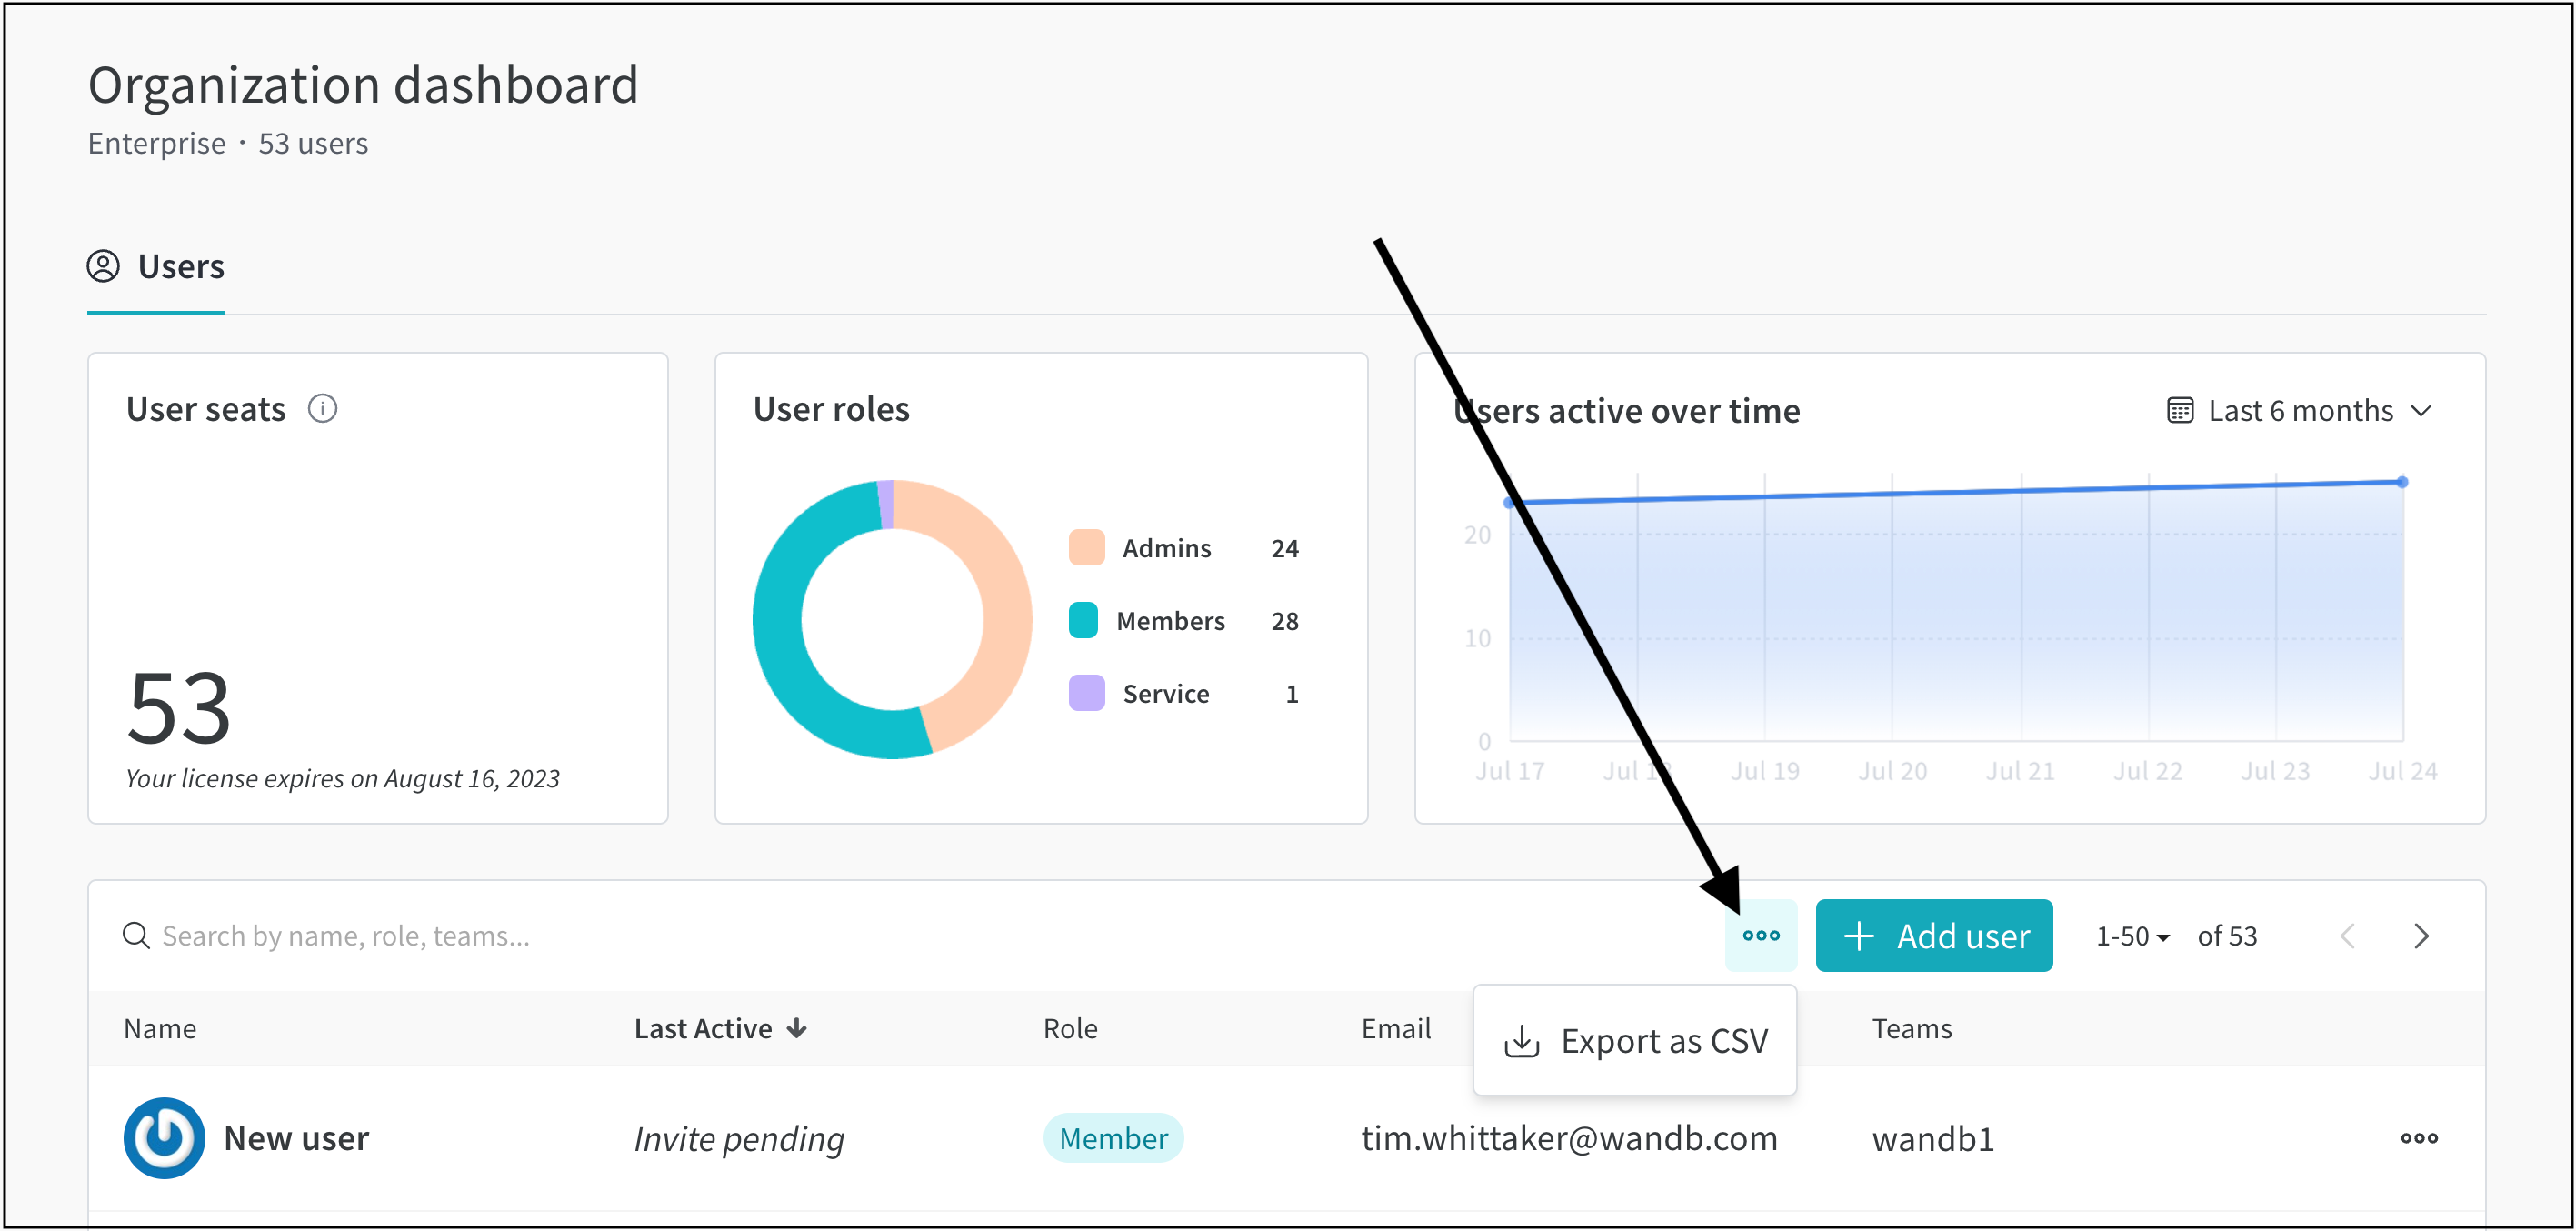 Organization dashboard
Enterprise · 53 users
Users
User seats
53
Your license expires on August 16, 2023
User roles
Admins 24
Members 28
Service 1
Users active over time
Last 6 months
20
10
0
Jul 17 Jul 18 Jul 19 Jul 20 Jul 21 Jul 22 Jul 23 Jul 24
Search by name, role, teams...
Add user
1-50 of 53
Export as CSV
Name Last Active Role Email Teams
New user Invite pending Member tim.whittaker@wandb.com wandb1